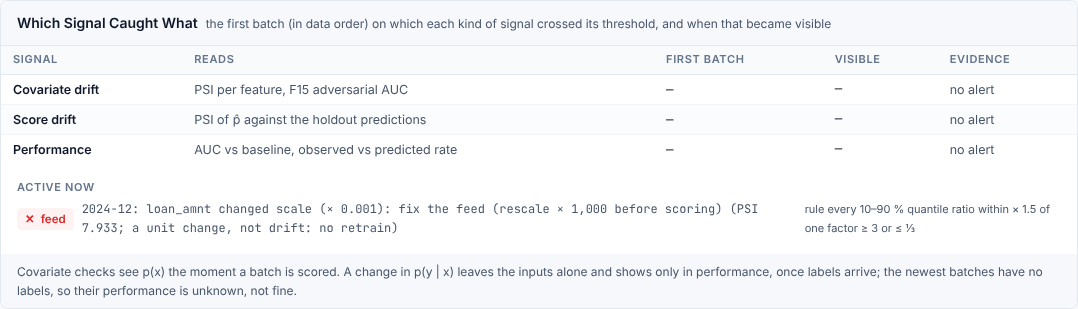 Which Signal Caught What the first batch (in data order) on which each kind of signal crossed its threshold, and when that became visible
SIGNAL READS FIRST BATCH VISIBLE EVIDENCE
Covariate drift PSI per feature, F15 adversarial AUC – – no alert
Score drift PSI of p̂ against the holdout predictions – – no alert
Performance AUC vs baseline, observed vs predicted rate – – no alert
ACTIVE NOW
✕ feed 2024-12: loan_amnt changed scale (× 0.001): fix the feed (rescale × 1,000 before scoring) (PSI
7.933; a unit change, not drift: no retrain)
rule every 10–90 % quantile ratio within × 1.5 of
one factor ≥ 3 or ≤ ⅓
Covariate checks see p(x) the moment a batch is scored. A change in p(y | x) leaves the inputs alone and shows only in performance, once labels arrive; the newest batches have no
labels, so their performance is unknown, not fine.